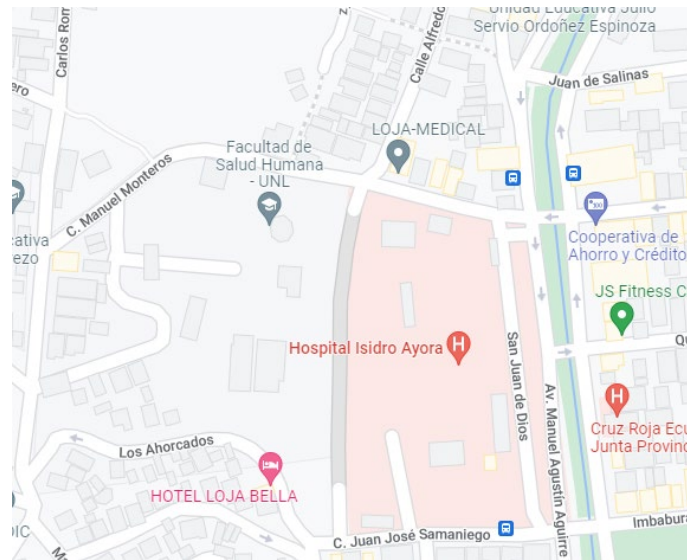 Unidad Educativa Julio
Servio Ordoñez Espinoza
Carlos Rom
Calle Alfredo
Juan de Salinas
LOJA-MEDICAL
Facultad de
Salud Humana
- UNL
C. Manuel Monteros
Cooperativa de
Ahorro y Crédito
JS Fitness C
Hospital Isidro Ayora
H
San Juan de Dios
Av. Manuel Agustín Aguirre
H
Cruz Roja Ecu
Junta Provinc
Los Ahorcados
HOTEL LOJA BELLA
C. Juan José Samaniego
Imbabura